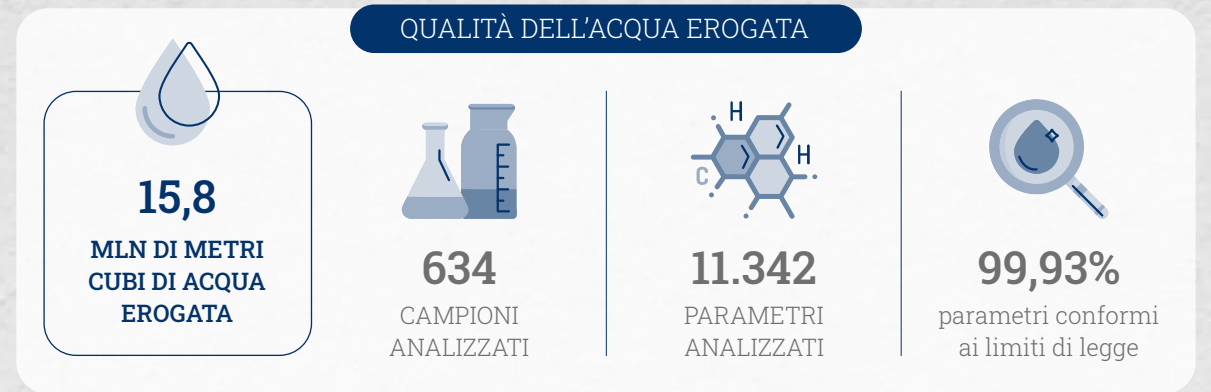 QUALITÀ DELL'ACQUA EROGATA
15,8
MLN DI METRI
CUBI DI ACQUA
EROGATA
634
CAMPIONI
ANALIZZATI
H
H
C
11.342
PARAMETRI
ANALIZZATI
99,93%
parametri conformi
ai limiti di legge